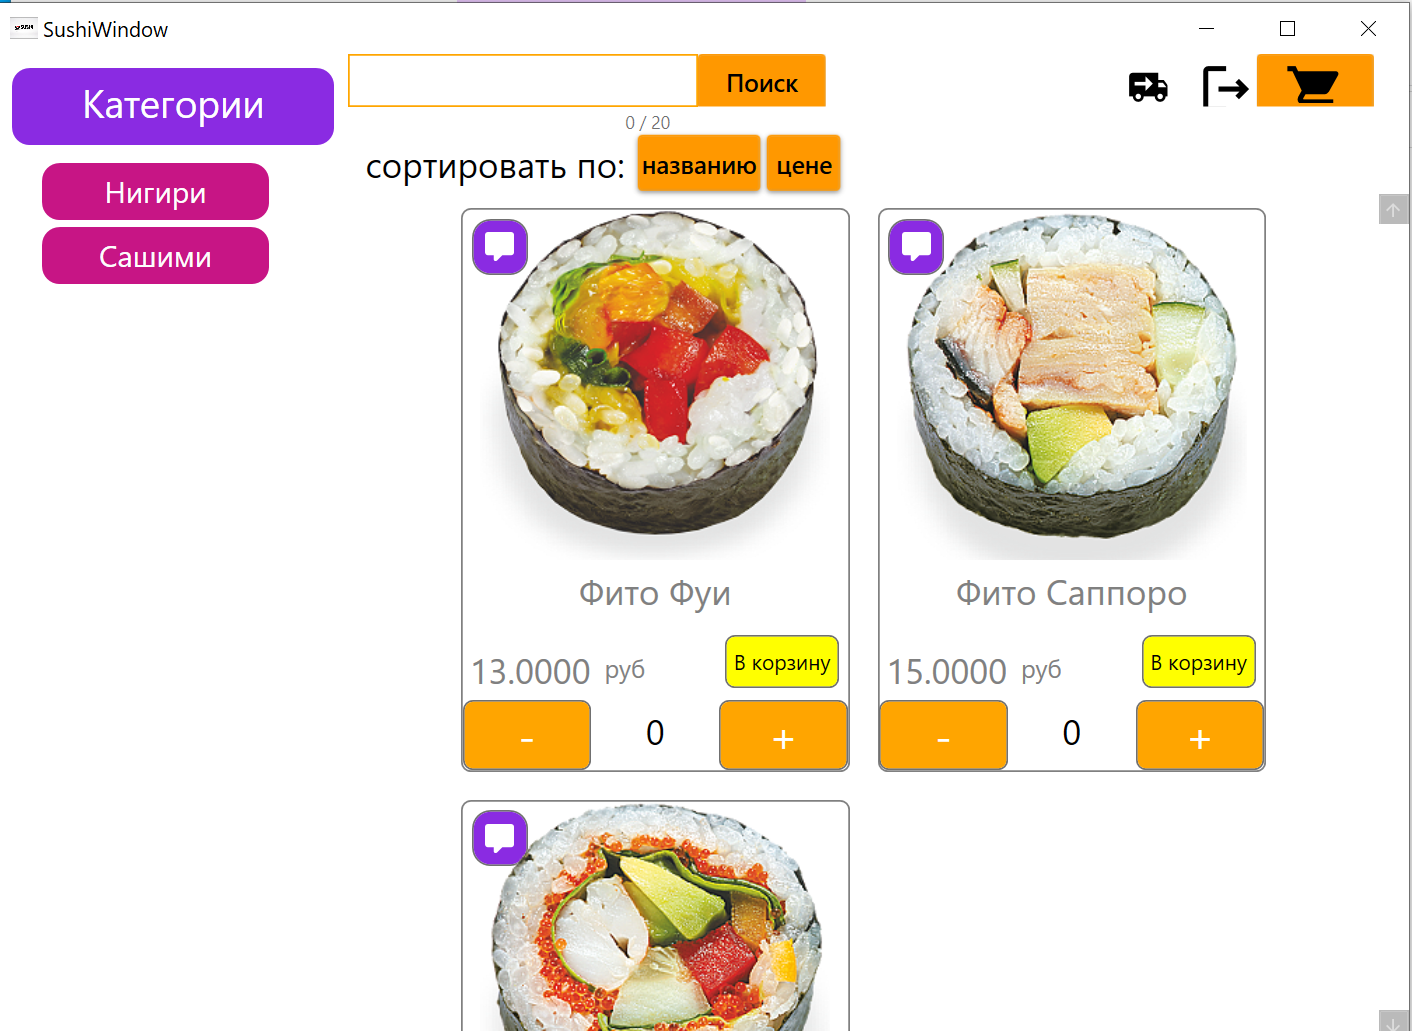 SushiWindow
Категории
Поиск
0 / 20
сортировать по: названию цене
Нигири
Сашими
Фито Фуи
13.0000 руб
В корзину
- 0 +
Фито Саппоро
15.0000 руб
В корзину
- 0 +